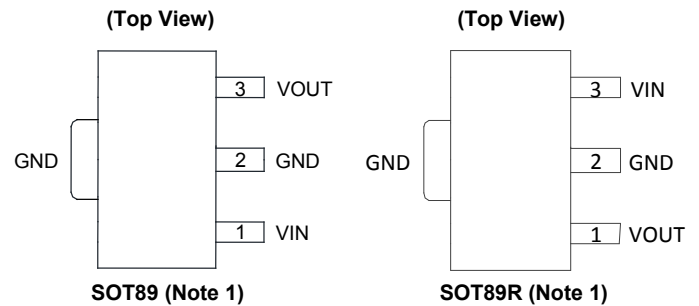 (Top View)
3 VOUT
GND
2 GND
1 VIN
SOT89 (Note 1)
(Top View)
3 VIN
GND
2 GND
1 VOUT
SOT89R (Note 1)